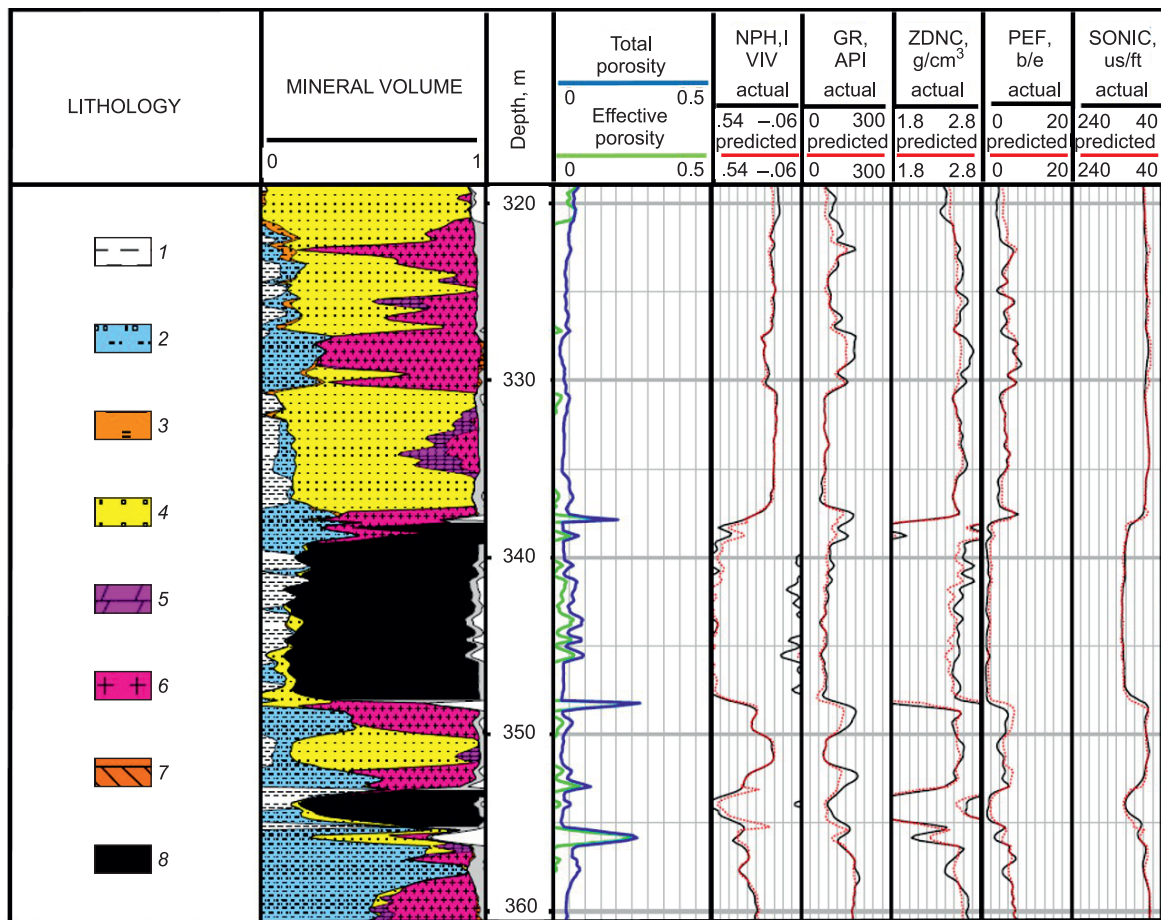 LITHOLOGY
1
2
3
4
5
6
7
8
MINERAL VOLUME
0 1
Depth, m
320
330
340
350
360
Total
porosity
0 0.5
Effective
porosity
0 0.5
NPH,I
VIV
actual
.54 –.06
predicted
.54 –.06
GR,
API
actual
0 300
predicted
0 300
ZDNC,
g/cm³
actual
1.8 2.8
predicted
1.8 2.8
PEF,
b/e
actual
0 20
predicted
0 20
SONIC,
us/ft
actual
240 40
predicted
240 40